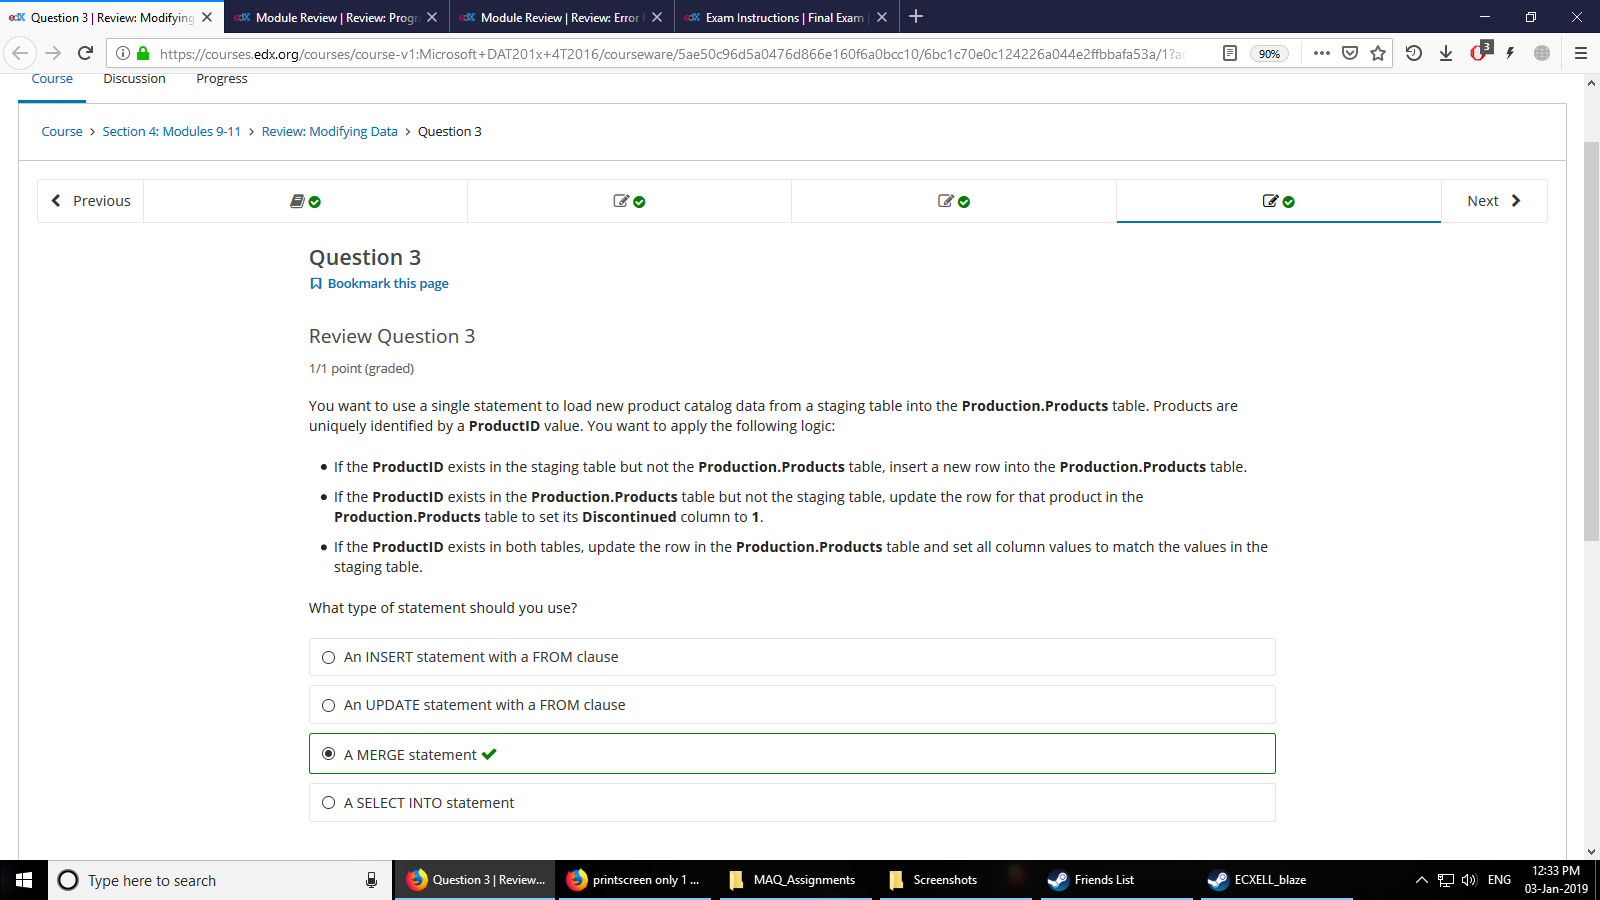 edX Question 3 | Review: Modifying
edX Module Review | Review: Progr
edX Module Review | Review: Error
edX Exam Instructions | Final Exam
https://courses.edx.org/courses/course-v1:Microsoft+DAT201x+4T2016/courseware/5ae50c96d5a0476d866e160f6a0bcc10/6bc1c70e0c124226a044e2ffbbafa53a/1?ac
90%
3
Course Discussion Progress
Course > Section 4: Modules 9-11 > Review: Modifying Data > Question 3
Previous
Next
Question 3
Bookmark this page
Review Question 3
1/1 point (graded)
You want to use a single statement to load new product catalog data from a staging table into the Production.Products table. Products are
uniquely identified by a ProductID value. You want to apply the following logic:
• If the ProductID exists in the staging table but not the Production.Products table, insert a new row into the Production.Products table.
• If the ProductID exists in the Production.Products table but not the staging table, update the row for that product in the
Production.Products table to set its Discontinued column to 1.
• If the ProductID exists in both tables, update the row in the Production.Products table and set all column values to match the values in the
staging table.
What type of statement should you use?
An INSERT statement with a FROM clause
An UPDATE statement with a FROM clause
A MERGE statement
A SELECT INTO statement
Type here to search
Question 3 | Review...
printscreen only 1 ...
MAQ_Assignments
Screenshots
Friends List
ECXELL_blaze
ENG
12:33 PM
03-Jan-2019